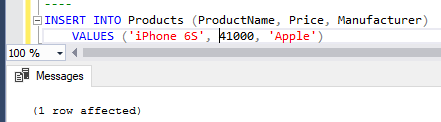 ----
INSERT INTO Products (ProductName, Price, Manufacturer)
VALUES ('iPhone 6S', 41000, 'Apple')
100 %
Messages
(1 row affected)